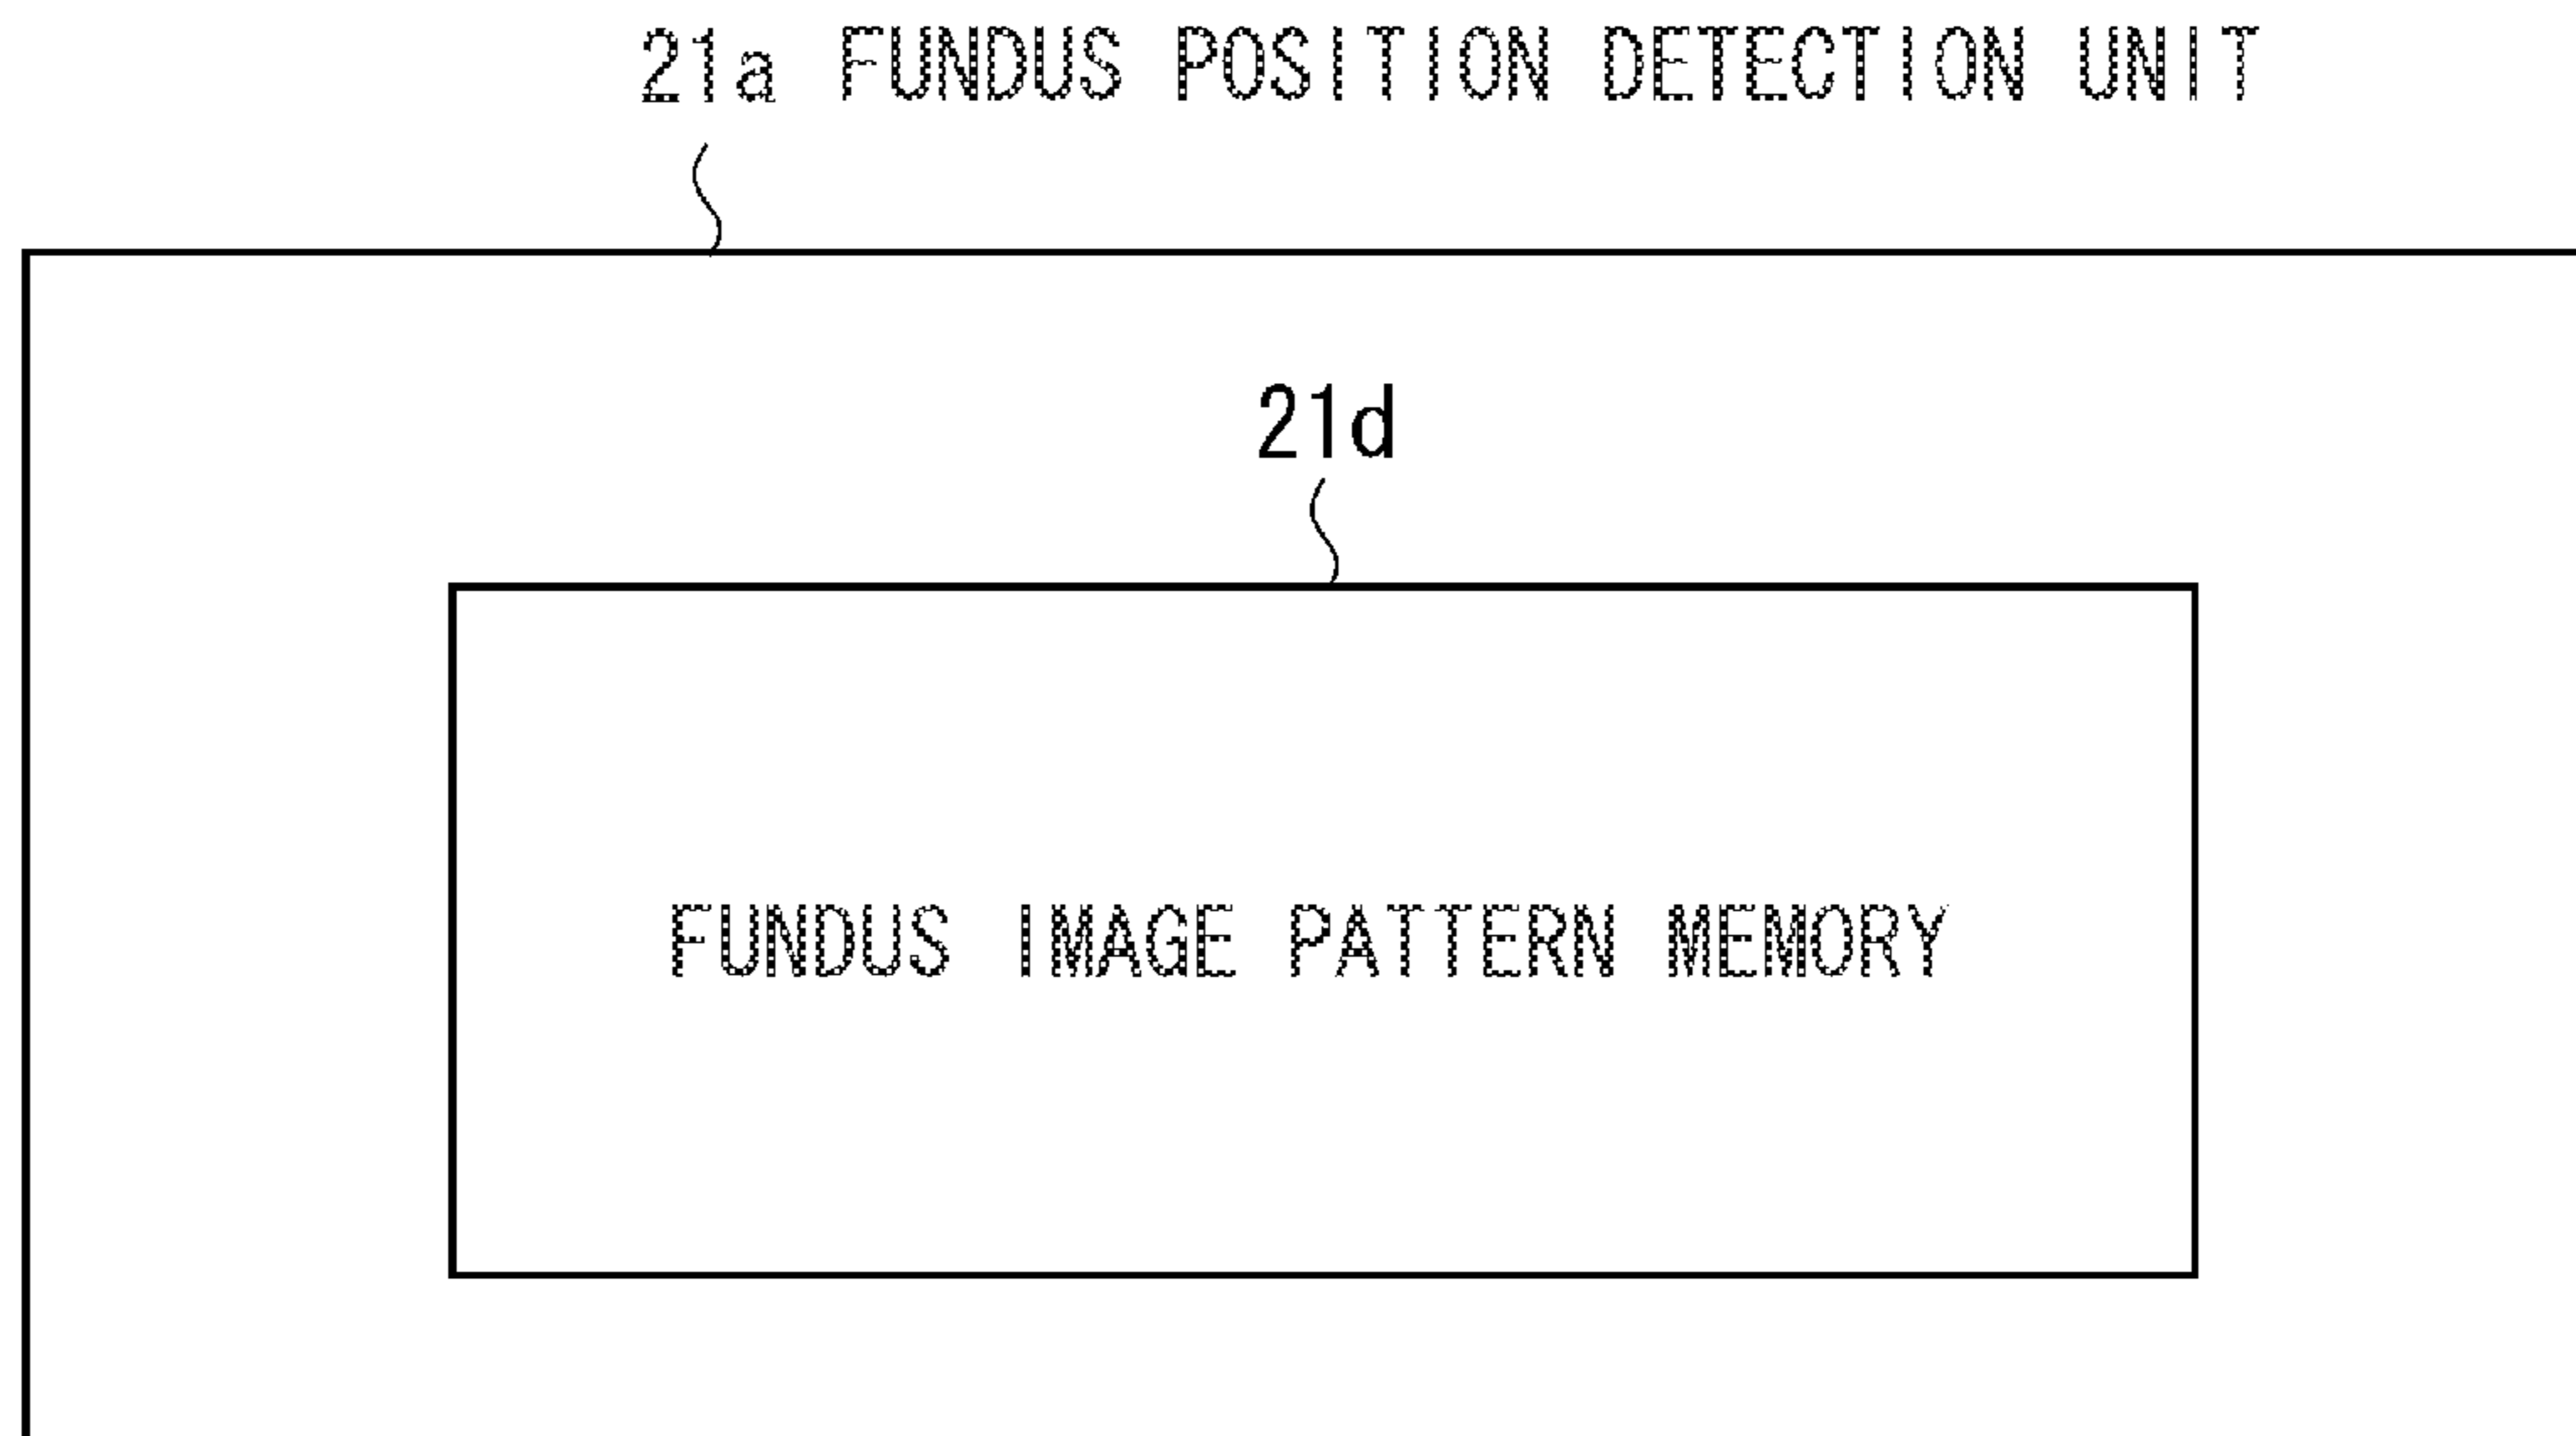 21a FUNDUS POSITION DETECTION UNIT
21d
FUNDUS IMAGE PATTERN MEMORY